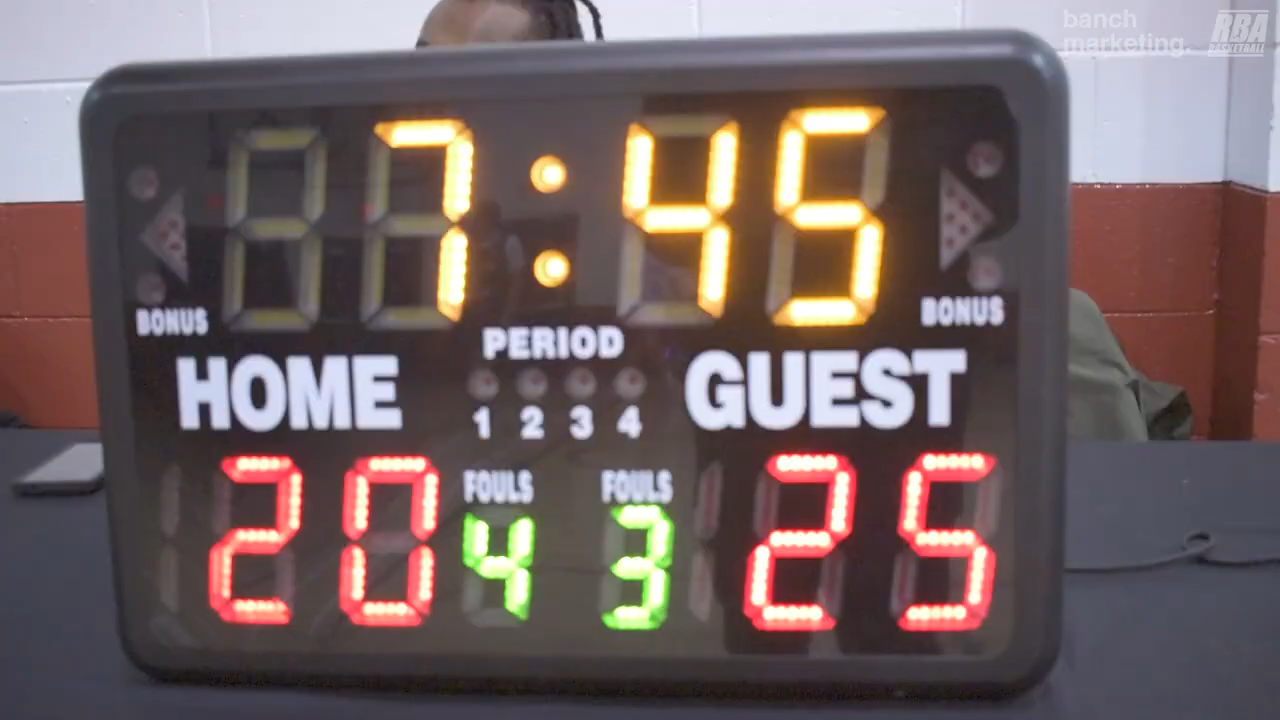 banch
marketing.
RBA
BASKETBALL
7:45
BONUS
BONUS
PERIOD
HOME
GUEST
1 2 3 4
FOULS
FOULS
20
4
3
25